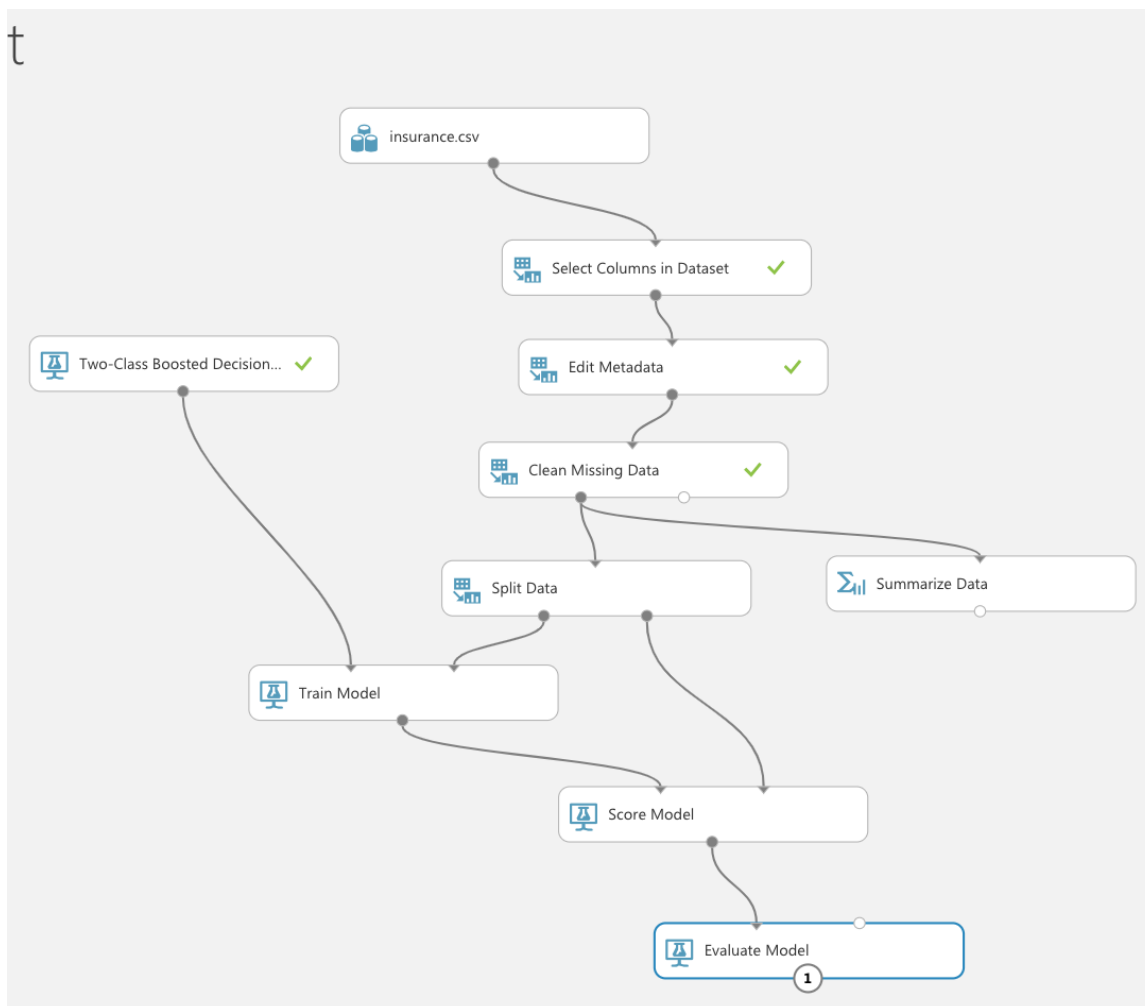 t
insurance.csv
Select Columns in Dataset
Two-Class Boosted Decision...
Edit Metadata
Clean Missing Data
Split Data
Summarize Data
Train Model
Score Model
Evaluate Model
1